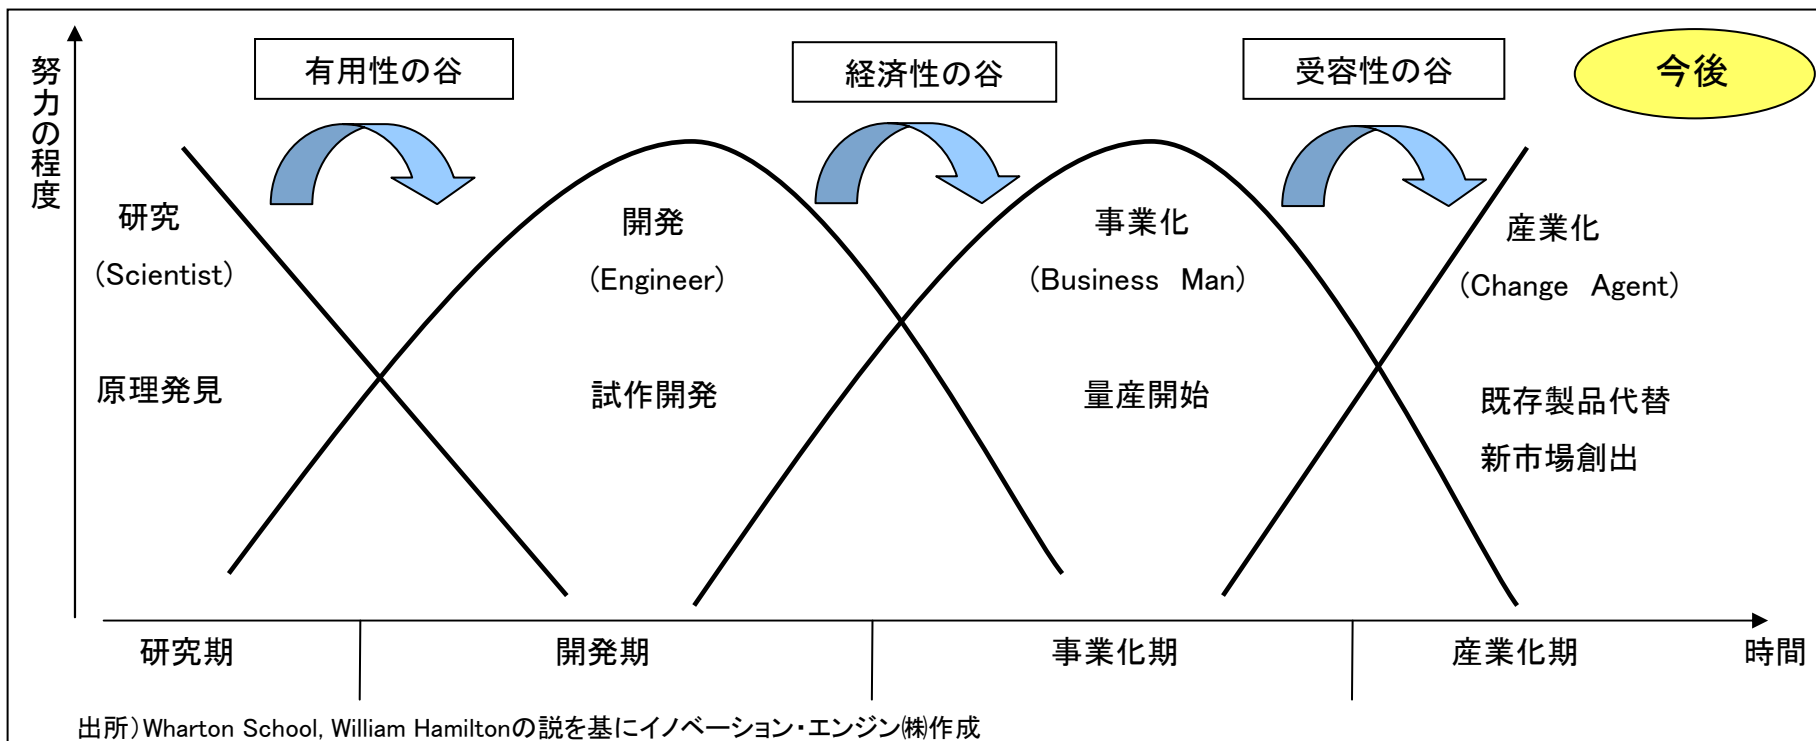 努力の程度
有用性の谷
経済性の谷
受容性の谷
今後
研究
(Scientist)
原理発見
開発
(Engineer)
試作開発
事業化
(Business Man)
量産開始
産業化
(Change Agent)
既存製品代替
新市場創出
研究期
開発期
事業化期
産業化期
時間
出所)Wharton School, William Hamiltonの説を基にイノベーション・エンジン㈱作成